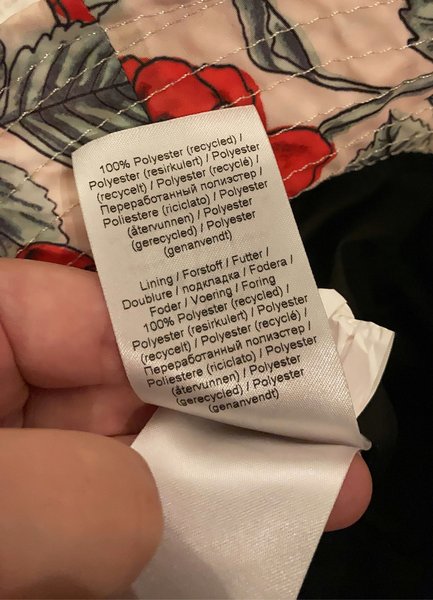 100% Polyester (recycled) /
Polyester (resirkulert) / Polyester
(recycelt) / Polyester (recyclé) /
Переработанный полиэстер /
Poliestere (riciclato) / Polyester
(återvunnen) / Polyester
(gerecycled) / Polyester
(genanvendt)
Lining / Forstoff / Futter /
Doublure / подкладка / Fodera /
Foder / Voering / Foring
100% Polyester (recycled) /
Polyester (resirkulert) / Polyester
(recycelt) / Polyester (recyclé) /
Переработанный полиэстер /
Poliestere (riciclato) / Polyester
(återvunnen) / Polyester
(gerecycled) / Polyester
(genanvendt)